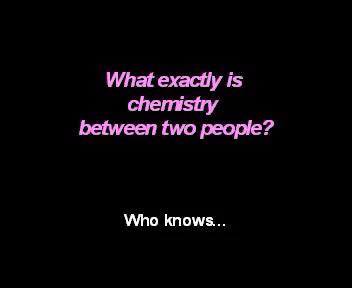 What exactly is
chemistry
between two people?
Who knows...